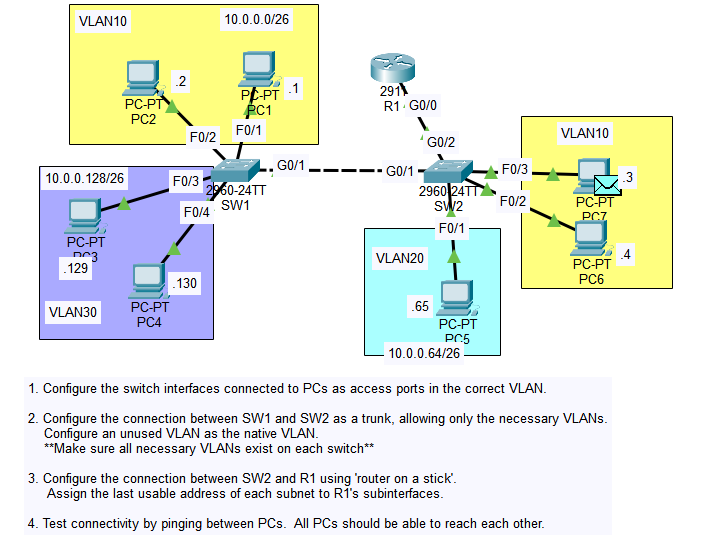 VLAN10
10.0.0.0/26
.2
.1
PC-PT
PC2
PC-PT
PC1
F0/2
F0/1
2911
R1
G0/0
G0/2
VLAN10
10.0.0.128/26
F0/3
2960-24TT
SW1
G0/1
G0/1
2960-24TT
SW2
F0/3
.3
PC-PT
PC7
F0/4
F0/2
PC-PT
PC3
.129
.130
PC-PT
PC4
VLAN30
F0/1
VLAN20
.65
PC-PT
PC5
10.0.0.64/26
.4
PC-PT
PC6
1. Configure the switch interfaces connected to PCs as access ports in the correct VLAN.
2. Configure the connection between SW1 and SW2 as a trunk, allowing only the necessary VLANs.
Configure an unused VLAN as the native VLAN.
**Make sure all necessary VLANs exist on each switch**
3. Configure the connection between SW2 and R1 using 'router on a stick'.
Assign the last usable address of each subnet to R1's subinterfaces.
4. Test connectivity by pinging between PCs. All PCs should be able to reach each other.